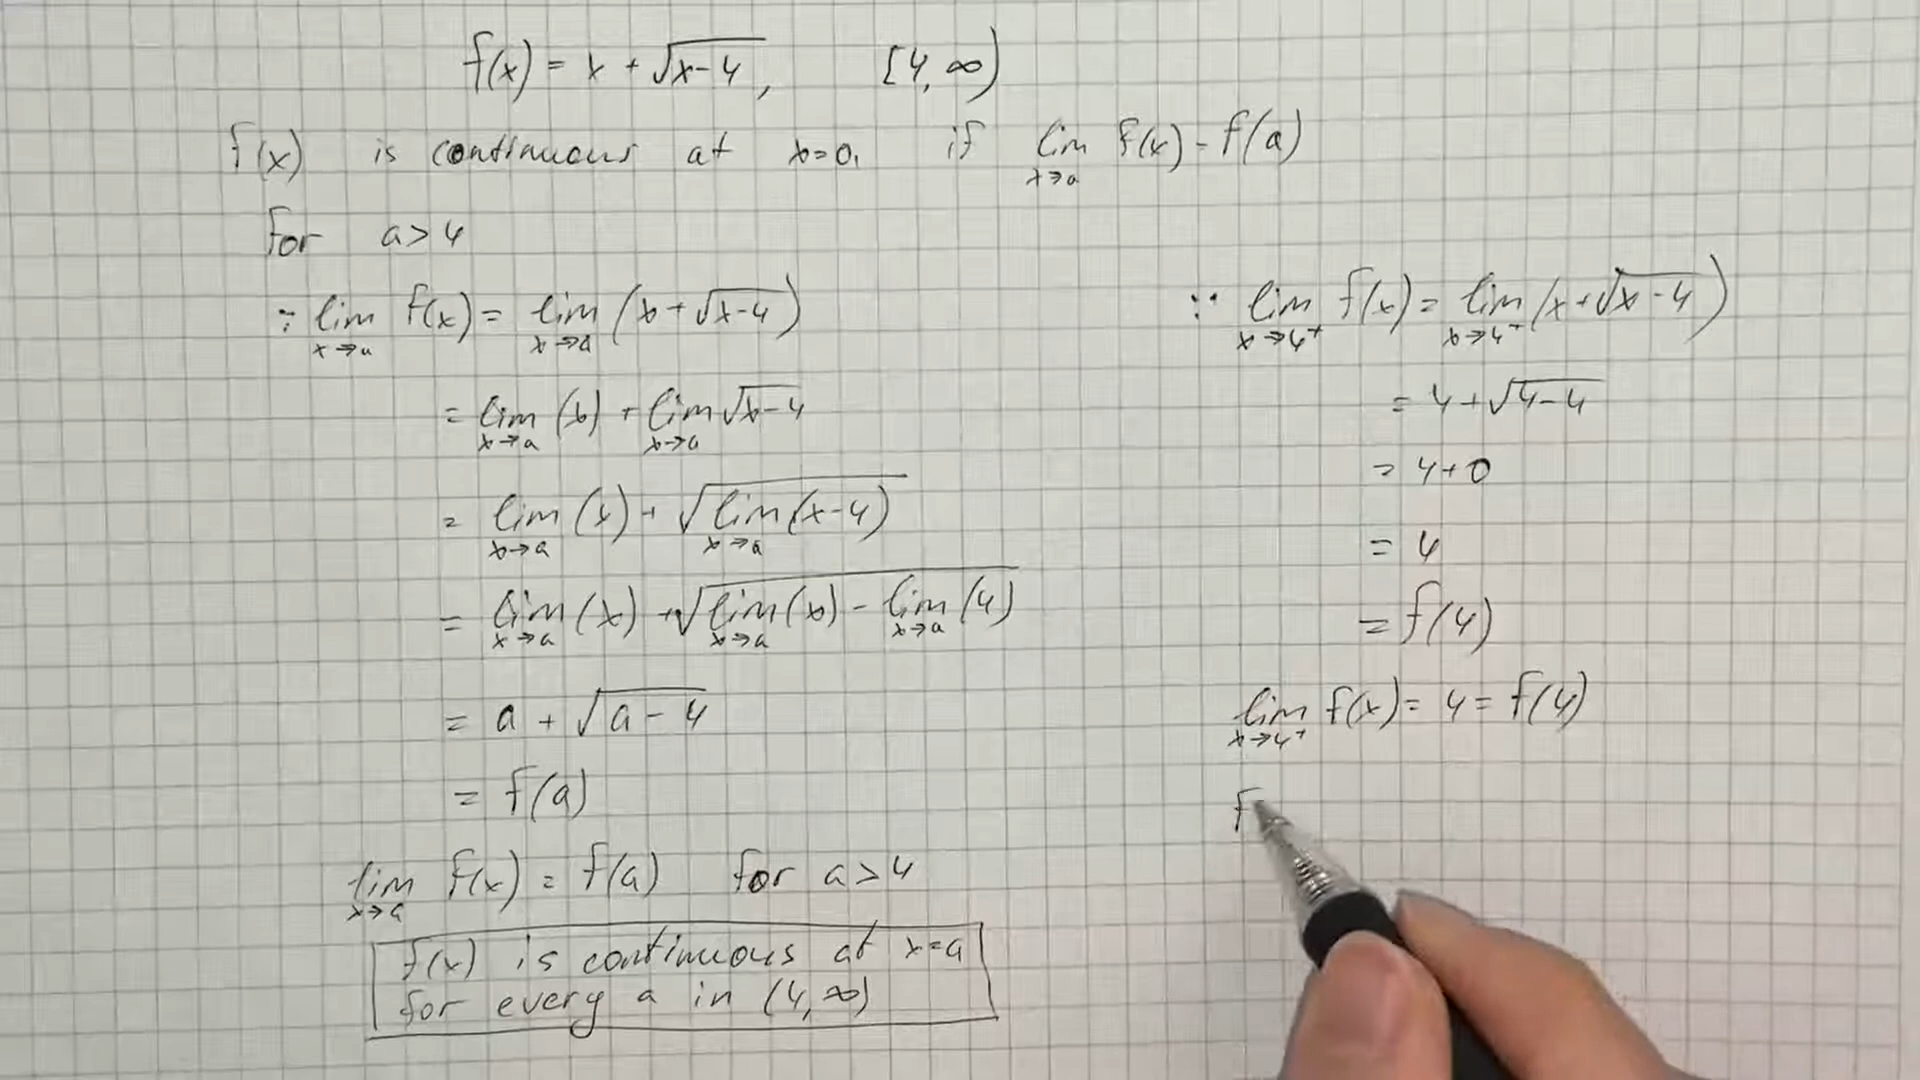 f(x) = x + √(x-4), [4, ∞)
f(x) is continuous at x=a if lim x→a f(x) = f(a)
for a > 4
∵ lim x→a f(x) = lim x→a (x + √(x-4))
= lim x→a (x) + lim x→a √(x-4)
= lim x→a (x) + √(lim x→a (x-4))
= lim x→a (x) + √(lim x→a (x) - lim x→a (4))
= a + √(a-4)
= f(a)
lim x→a f(x) = f(a) for a > 4
f(x) is continuous at x=a
for every a in (4, ∞)
∵ lim x→4⁺ f(x) = lim x→4⁺ (x + √(x-4))
= 4 + √(4-4)
= 4+0
= 4
= f(4)
lim x→4⁺ f(x) = 4 = f(4)
f